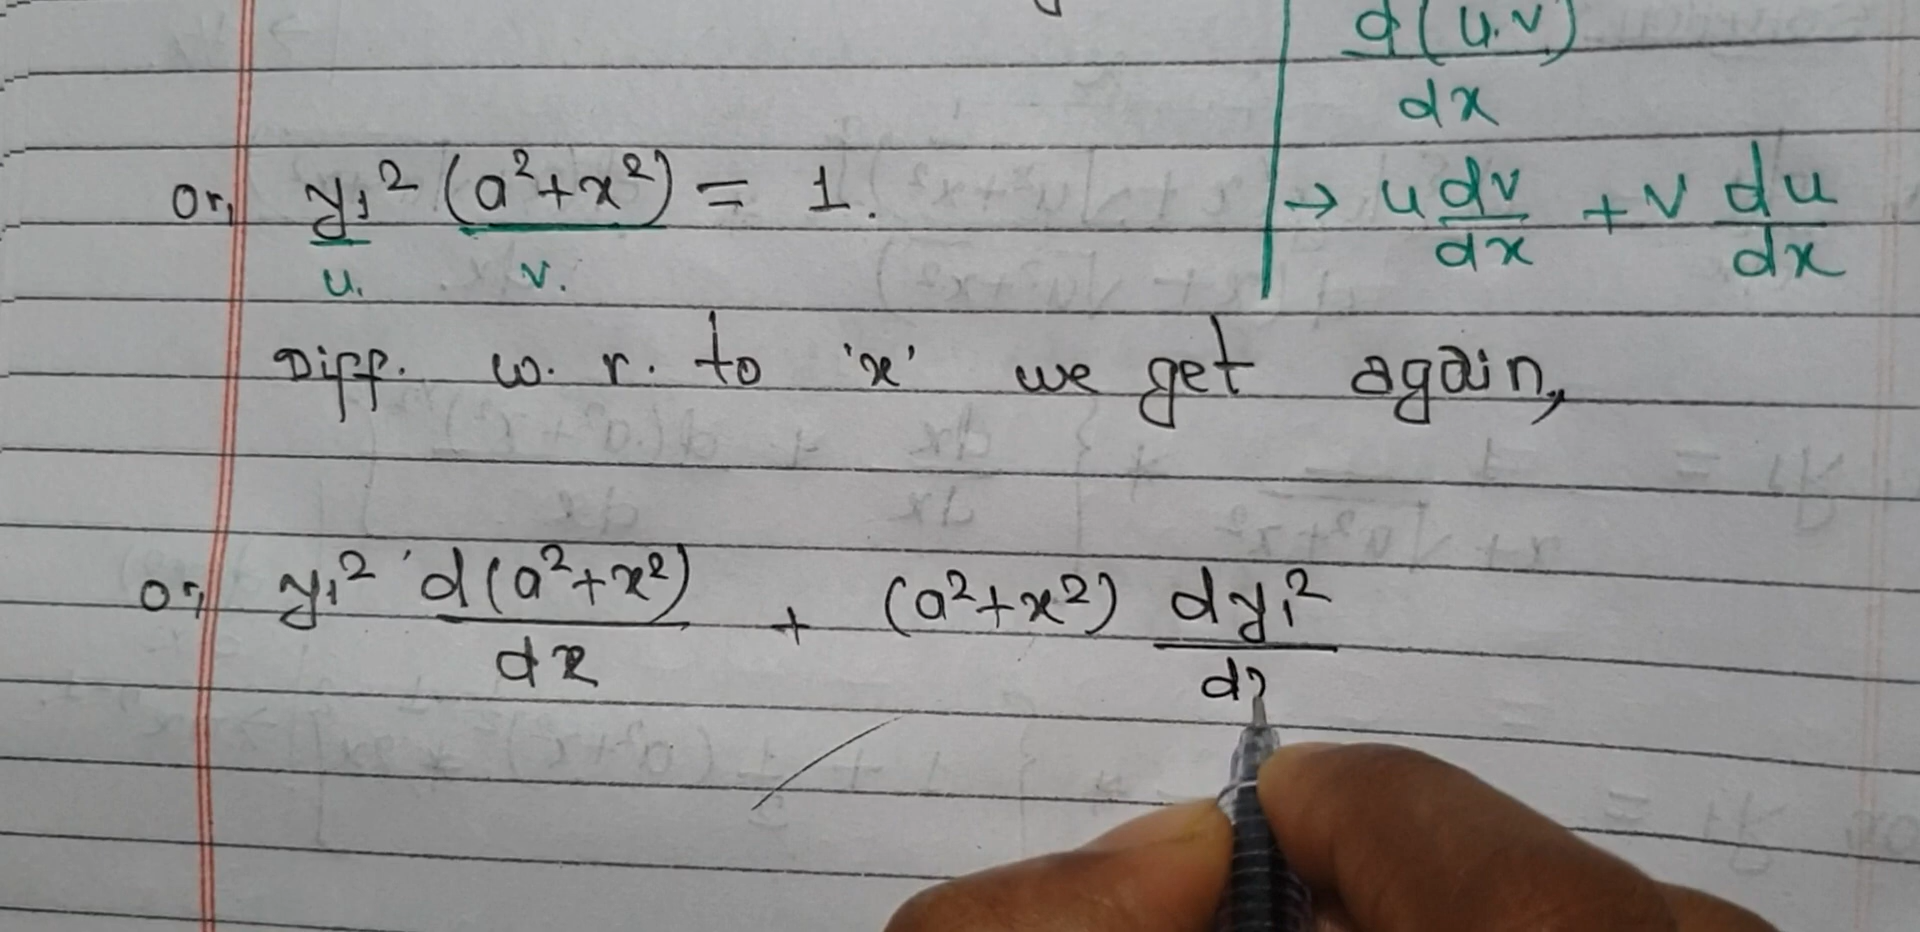 d(u.v)
dx
or, y₁² (a²+x²) = 1.
→ u dv/dx + v du/dx
u. v.
Diff. w. r. to 'x' we get again,
or, y₁² d(a²+x²)/dx + (a²+x²) dy₁²/d